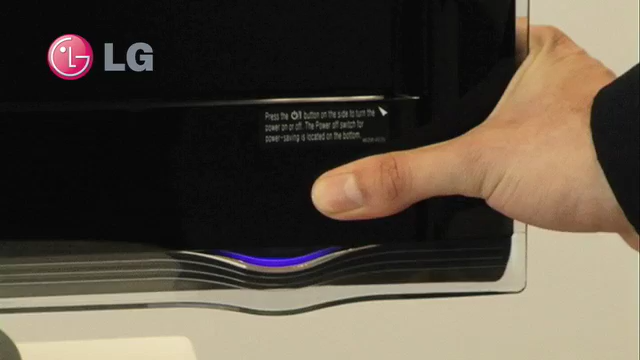 LG
Press the ⏻/I button on the side to turn the
power on or off. The Power off switch for
power-saving is located on the bottom.